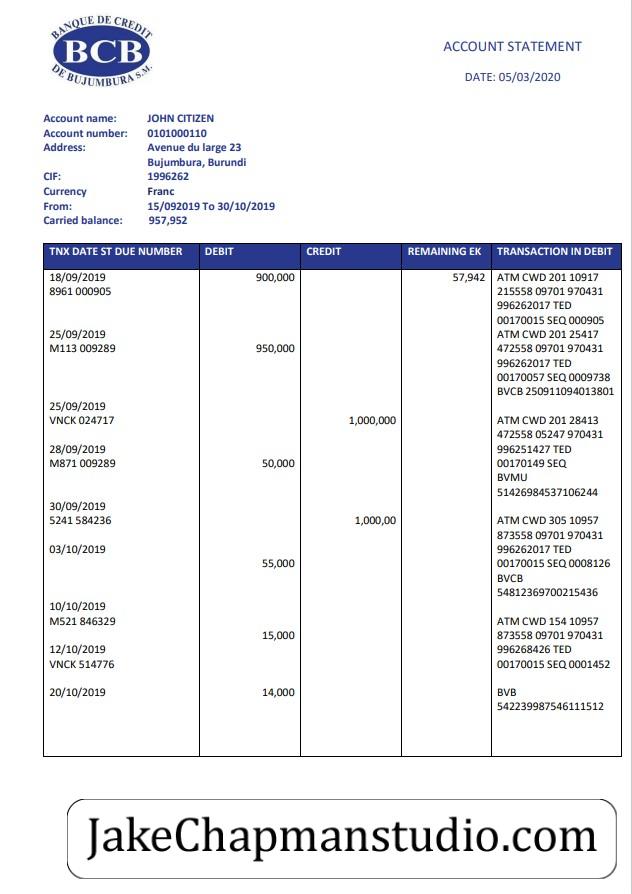 BANQUE DE CREDIT
BCB
DE BUJUMBURA S.M.
ACCOUNT STATEMENT
DATE: 05/03/2020
Account name: JOHN CITIZEN
Account number: 0101000110
Address: Avenue du large 23
Bujumbura, Burundi
CIF: 1996262
Currency Franc
From: 15/092019 To 30/10/2019
Carried balance: 957,952
TNX DATE ST DUE NUMBER DEBIT CREDIT REMAINING EK TRANSACTION IN DEBIT
18/09/2019 900,000 57,942 ATM CWD 201 10917
8961 000905 215558 09701 970431
996262017 TED
00170015 SEQ 000905
25/09/2019 ATM CWD 201 25417
M113 009289 950,000 472558 09701 970431
996262017 TED
00170057 SEQ 0009738
BVCB 250911094013801
25/09/2019
VNCK 024717 1,000,000 ATM CWD 201 28413
472558 05247 970431
28/09/2019 996251427 TED
M871 009289 50,000 00170149 SEQ
BVMU
51426984537106244
30/09/2019
5241 584236 1,000,00 ATM CWD 305 10957
873558 09701 970431
03/10/2019 996262017 TED
55,000 00170015 SEQ 0008126
BVCB
54812369700215436
10/10/2019
M521 846329 ATM CWD 154 10957
15,000 873558 09701 970431
12/10/2019 996268426 TED
VNCK 514776 00170015 SEQ 0001452
20/10/2019 14,000 BVB
542239987546111512
JakeChapmanstudio.com